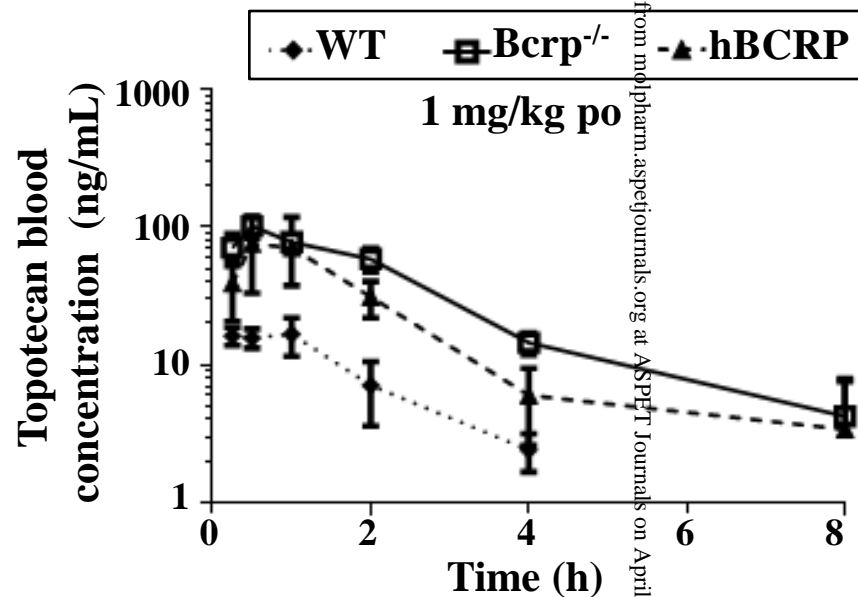 WT Bcrp-/- hBCRP
1 mg/kg po
1000
100
10
1
0 2 4 6 8
Topotecan blood
concentration (ng/mL)
Time (h)
from molpharm.aspetjournals.org at ASPET Journals on April